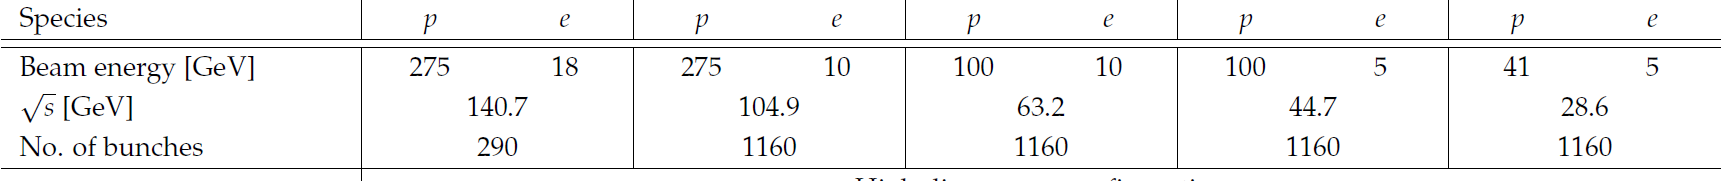 Species p e p e p e p e p e
Beam energy [GeV] 275 18 275 10 100 10 100 5 41 5
√s [GeV] 140.7 104.9 63.2 44.7 28.6
No. of bunches 290 1160 1160 1160 1160